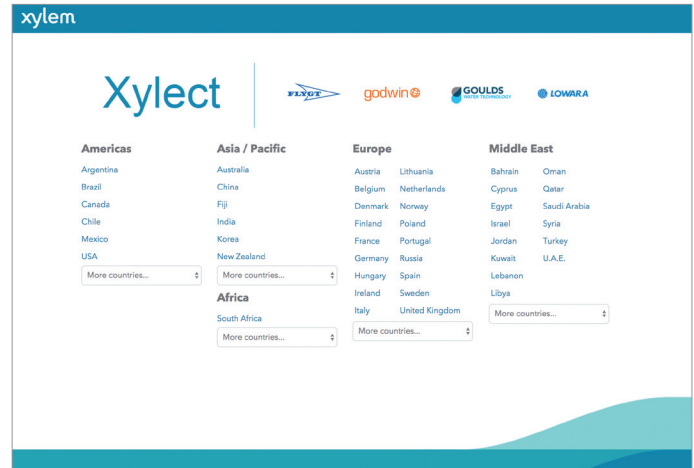 xylem
Xylect
FLYGT
godwin
GOULDS
WATER TECHNOLOGY
LOWARA
Americas
Argentina
Brazil
Canada
Chile
Mexico
USA
More countries...
Asia / Pacific
Australia
China
Fiji
India
Korea
New Zealand
More countries...
Africa
South Africa
More countries...
Europe
Austria Lithuania
Belgium Netherlands
Denmark Norway
Finland Poland
France Portugal
Germany Russia
Hungary Spain
Ireland Sweden
Italy United Kingdom
More countries...
Middle East
Bahrain Oman
Cyprus Qatar
Egypt Saudi Arabia
Israel Syria
Jordan Turkey
Kuwait U.A.E.
Lebanon
Libya
More countries...